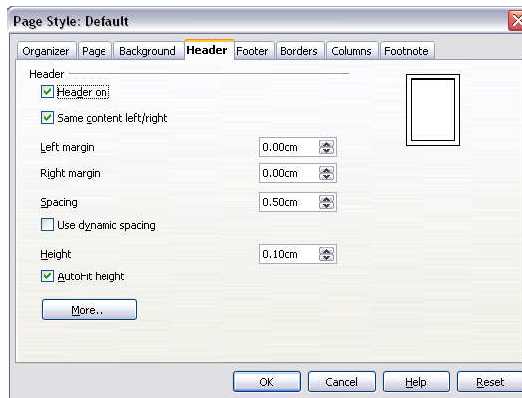 Page Style: Default
Organizer Page Background Header Footer Borders Columns Footnote
Header
Header on
Same content left/right
Left margin 0.00cm
Right margin 0.00cm
Spacing 0.50cm
Use dynamic spacing
Height 0.10cm
AutoFit height
More..
OK Cancel Help Reset